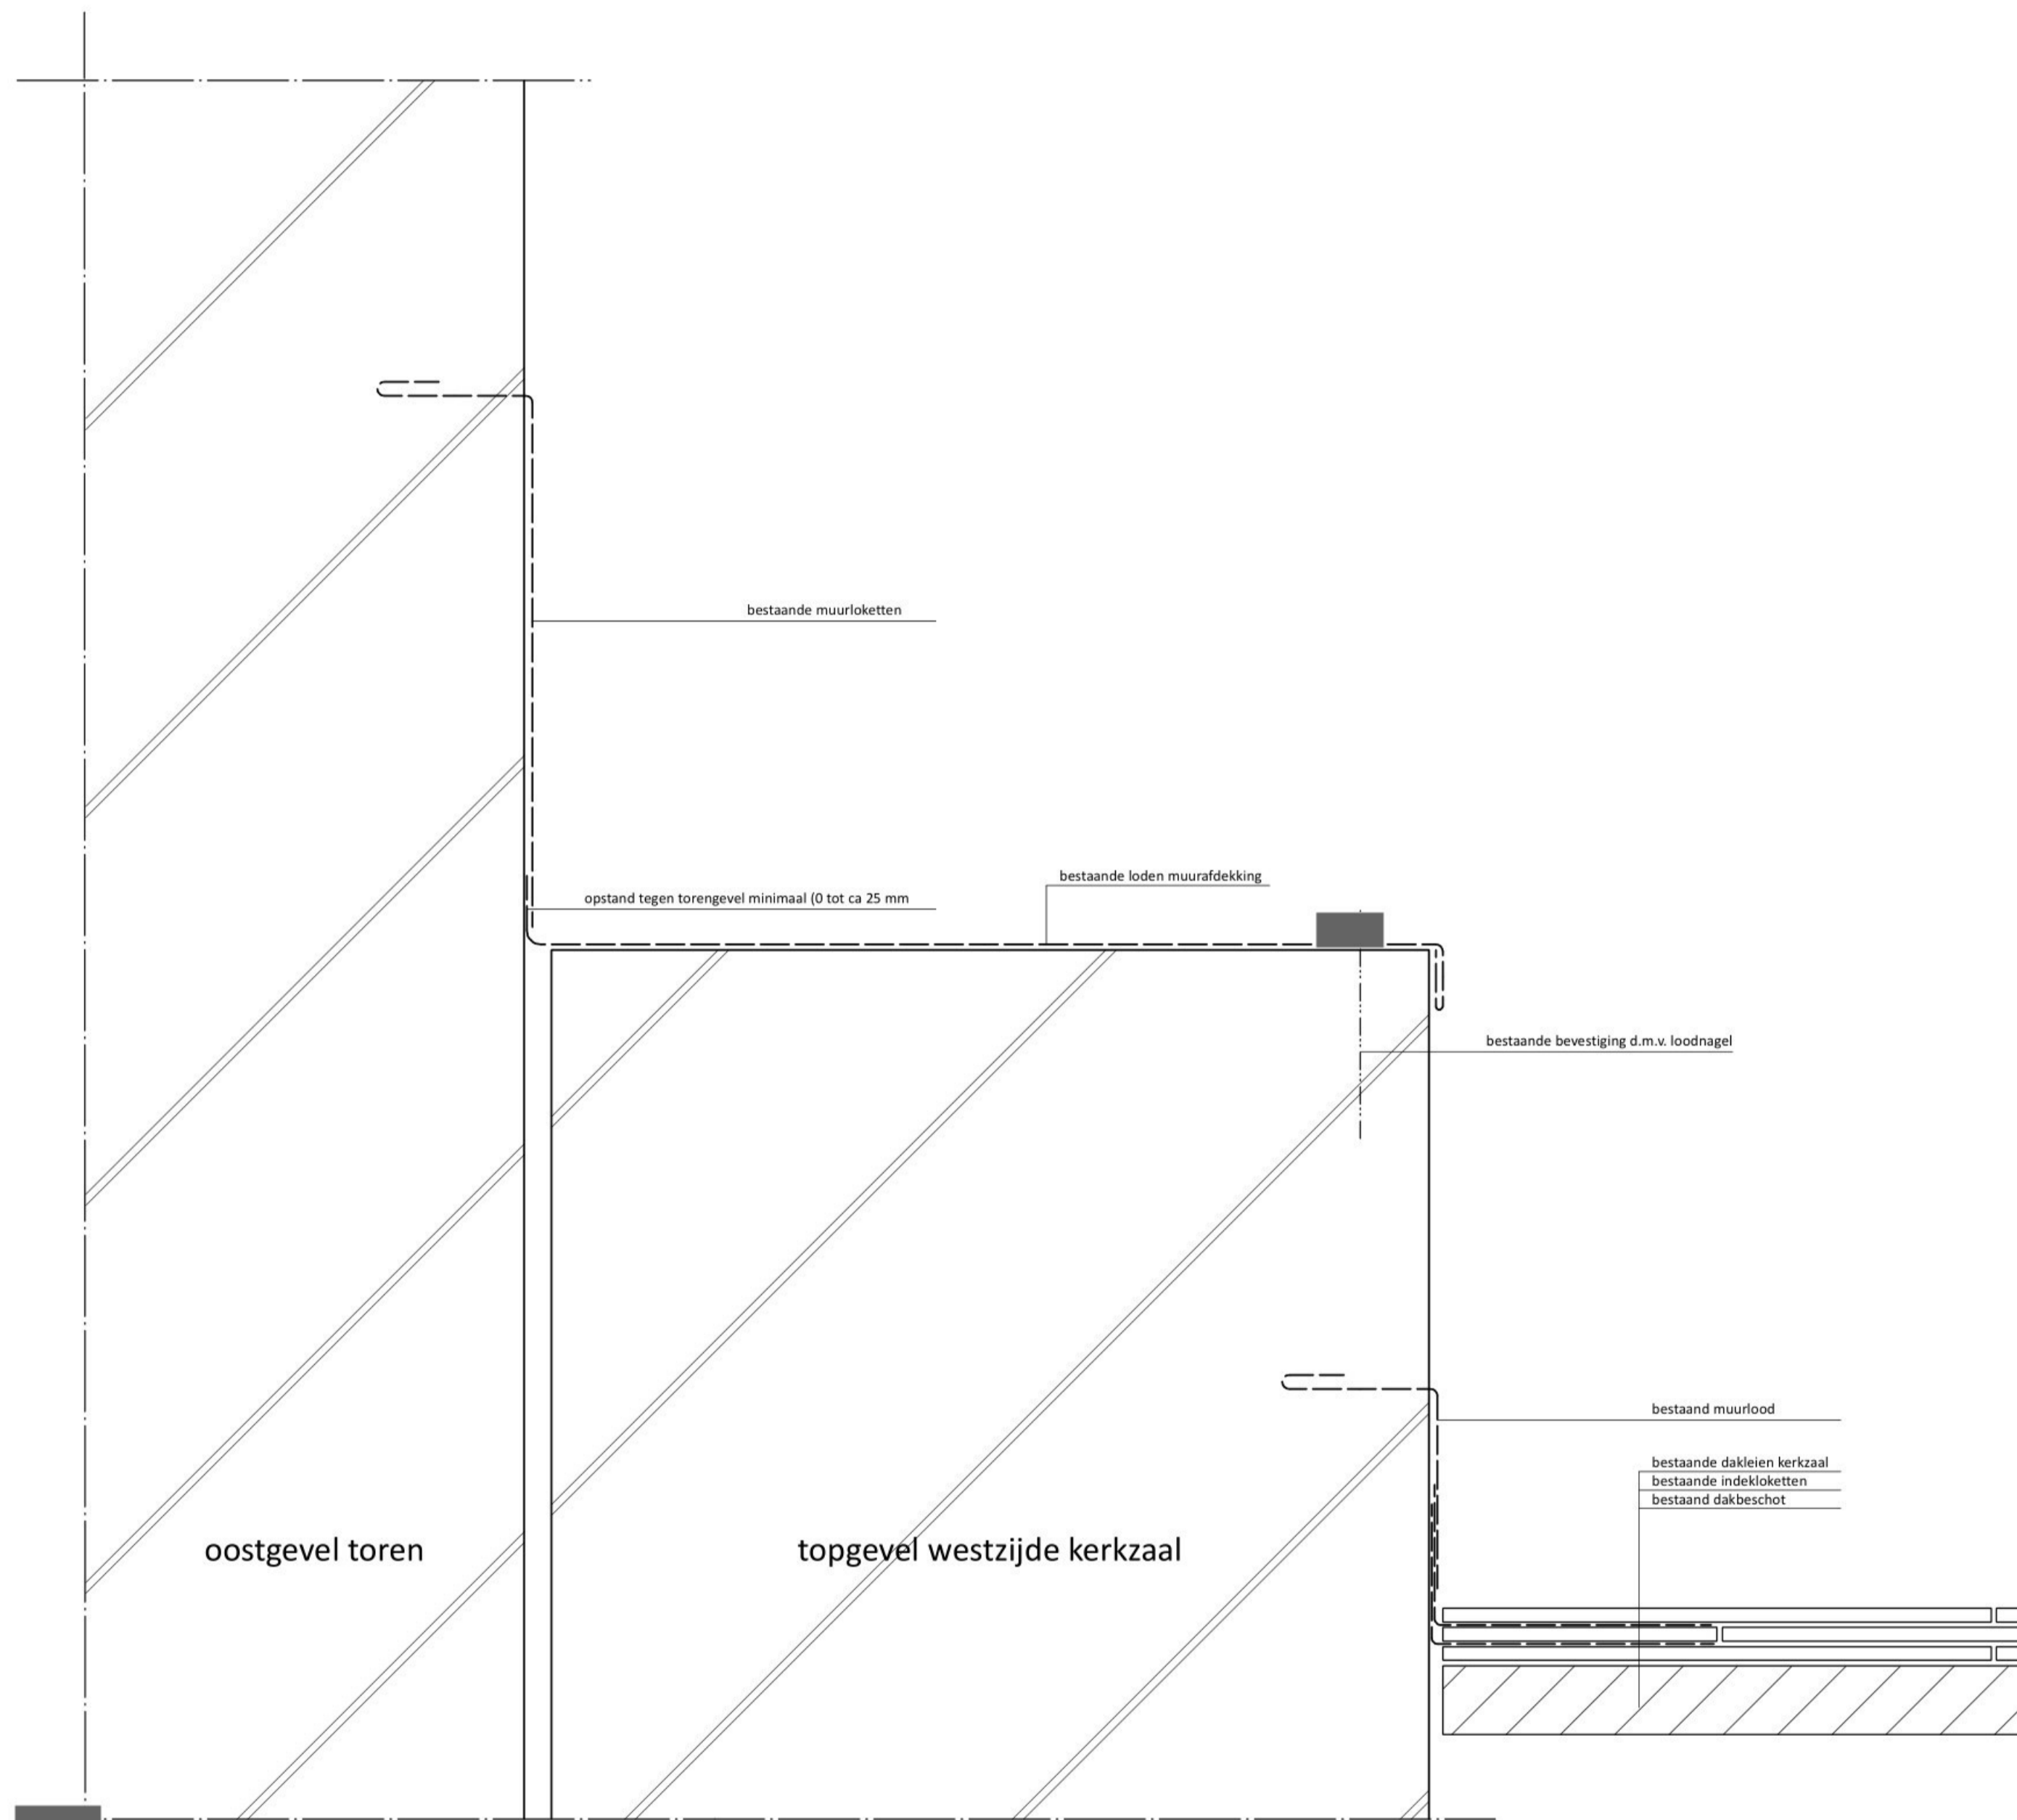 bestaande muurloketten
bestaande loden muurafdekking
opstand tegen torengevel minimaal (0 tot ca 25 mm
bestaande bevestiging d.m.v. loodnagel
bestaand muurlood
bestaande dakleien kerkzaal
bestaande indekloketten
bestaand dakbeschot
oostgevel toren
topgevel westzijde kerkzaal